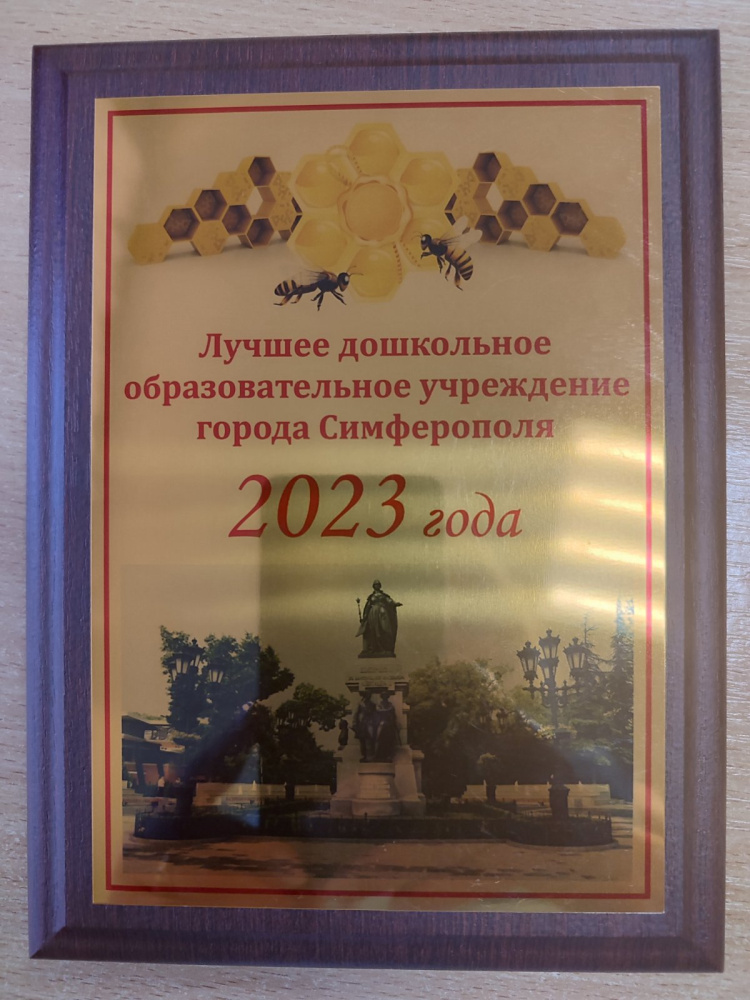 Лучшее дошкольное
образовательное учреждение
города Симферополя
2023 года